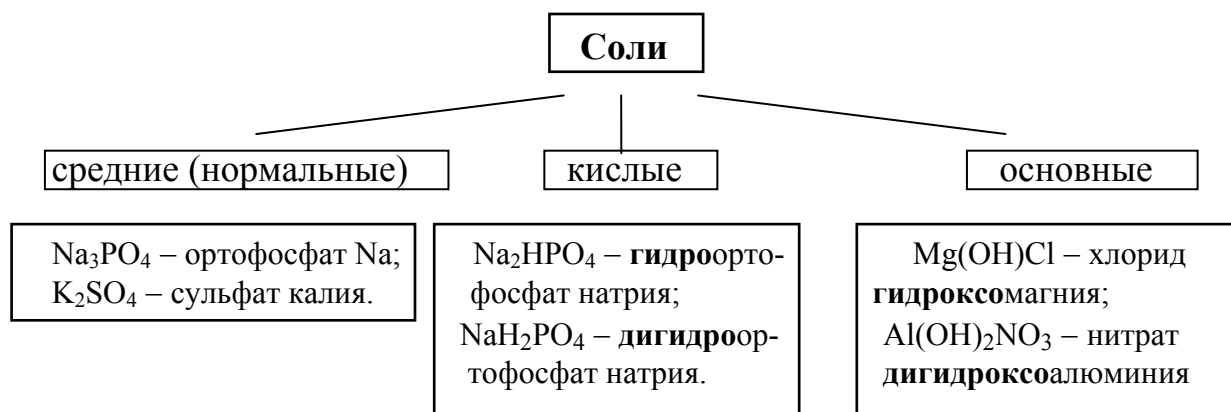 Соли
средние (нормальные)
кислые
основные
Na₃PO₄ – ортофосфат Na;
K₂SO₄ – сульфат калия.
Na₂HPO₄ – гидроорто-
фосфат натрия;
NaH₂PO₄ – дигидроор-
тофосфат натрия.
Mg(OH)Cl – хлорид
гидроксомагния;
Al(OH)₂NO₃ – нитрат
дигидроксоалюминия